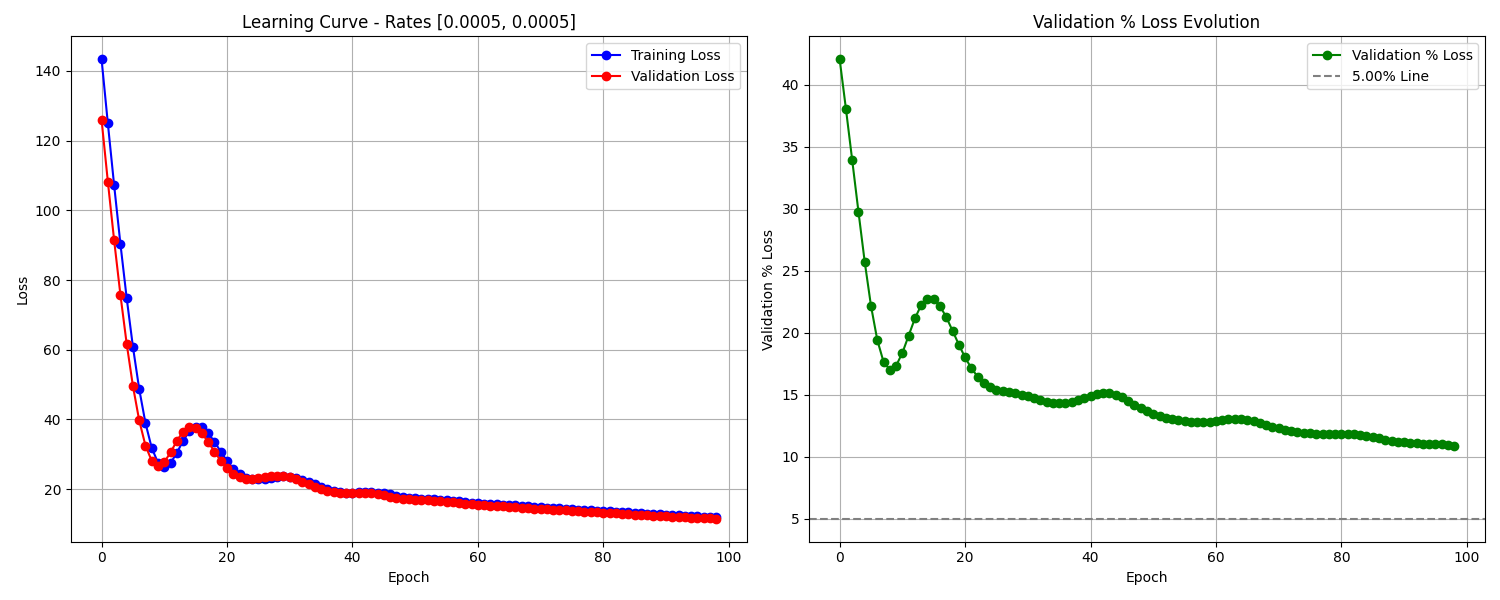 Learning Curve - Rates [0.0005, 0.0005]
Training Loss
Validation Loss
Loss
140
120
100
80
60
40
20
0
20
40
60
80
100
Epoch
Validation % Loss Evolution
Validation % Loss
5.00% Line
Validation % Loss
40
35
30
25
20
15
10
5
0
20
40
60
80
100
Epoch